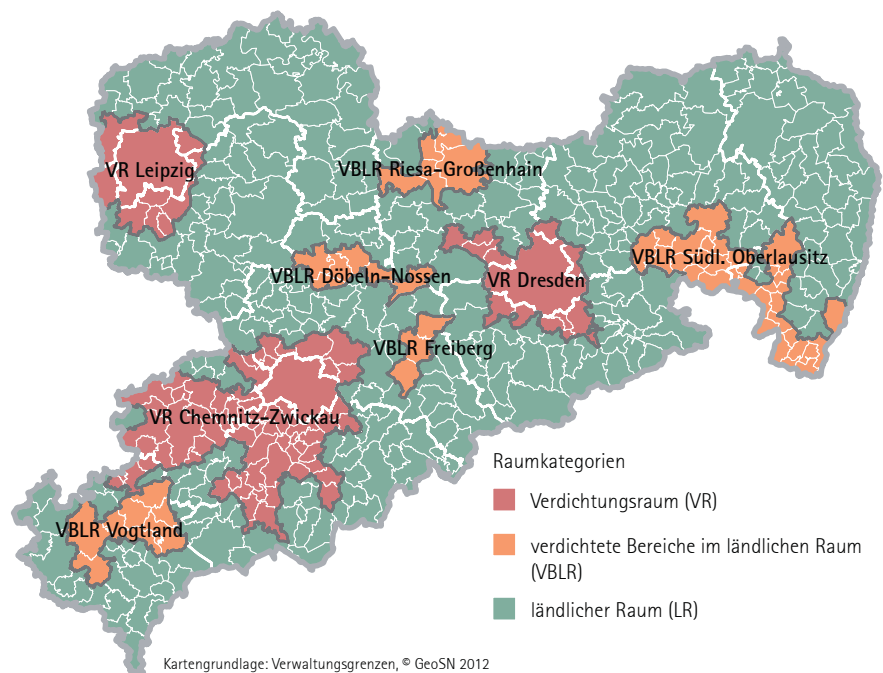 VR Leipzig
VBLR Riesa-Großenhain
VBLR Südl. Oberlausitz
VBLR Döbeln-Nossen
VR Dresden
VBLR Freiberg
VR Chemnitz-Zwickau
VBLR Vogtland
Raumkategorien
Verdichtungsraum (VR)
verdichtete Bereiche im ländlichen Raum
(VBLR)
ländlicher Raum (LR)
Kartengrundlage: Verwaltungsgrenzen, © GeoSN 2012